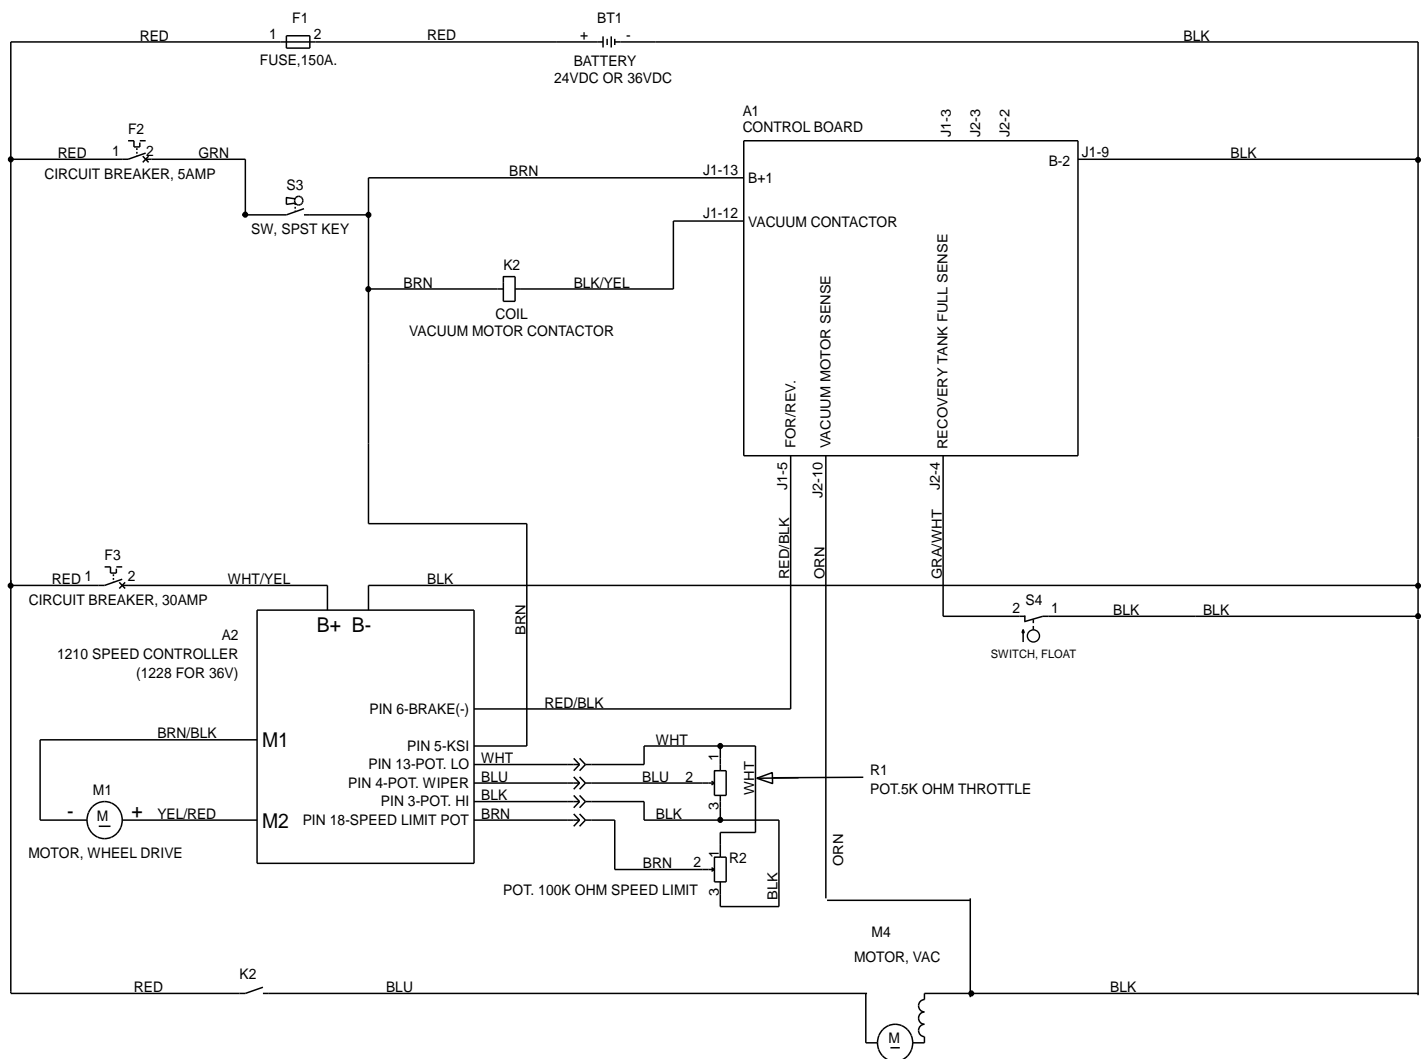 F1
BT1
RED
1
2
RED
+
-
BLK
FUSE,150A.
BATTERY
24VDC OR 36VDC
A1
CONTROL BOARD
J1-3
J2-3
J2-2
F2
RED
1
2
GRN
CIRCUIT BREAKER, 5AMP
B-2
J1-9
BLK
BRN
J1-13
B+1
S3
SW, SPST KEY
J1-12
VACUUM CONTACTOR
K2
BRN
BLK/YEL
COIL
VACUUM MOTOR CONTACTOR
FOR/REV.
VACUUM MOTOR SENSE
RECOVERY TANK FULL SENSE
J1-5
J2-10
J2-4
RED/BLK
ORN
GRA/WHT
F3
RED
1
2
WHT/YEL
BLK
CIRCUIT BREAKER, 30AMP
BRN
B+
B-
S4
2
1
BLK
BLK
SWITCH, FLOAT
A2
1210 SPEED CONTROLLER
(1228 FOR 36V)
PIN 6-BRAKE(-)
RED/BLK
BRN/BLK
M1
PIN 5-KSI
PIN 13-POT. LO
WHT
WHT
1
PIN 4-POT. WIPER
BLU
BLU
2
WHT
R1
POT.5K OHM THROTTLE
M1
PIN 3-POT. HI
BLK
BLK
3
-
M
+
YEL/RED
M2
PIN 18-SPEED LIMIT POT
BRN
MOTOR, WHEEL DRIVE
BRN
2
1
R2
3
BLK
POT. 100K OHM SPEED LIMIT
ORN
M4
MOTOR, VAC
K2
RED
BLU
BLK
M